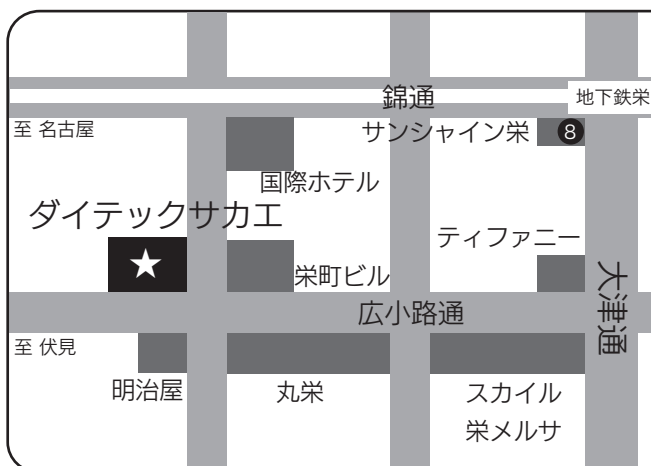 錦通
地下鉄栄
至 名古屋
サンシャイン栄
8
国際ホテル
ダイテックサカエ
ティファニー
栄町ビル
大津通
広小路通
至 伏見
明治屋
丸栄
スカイル
栄メルサ